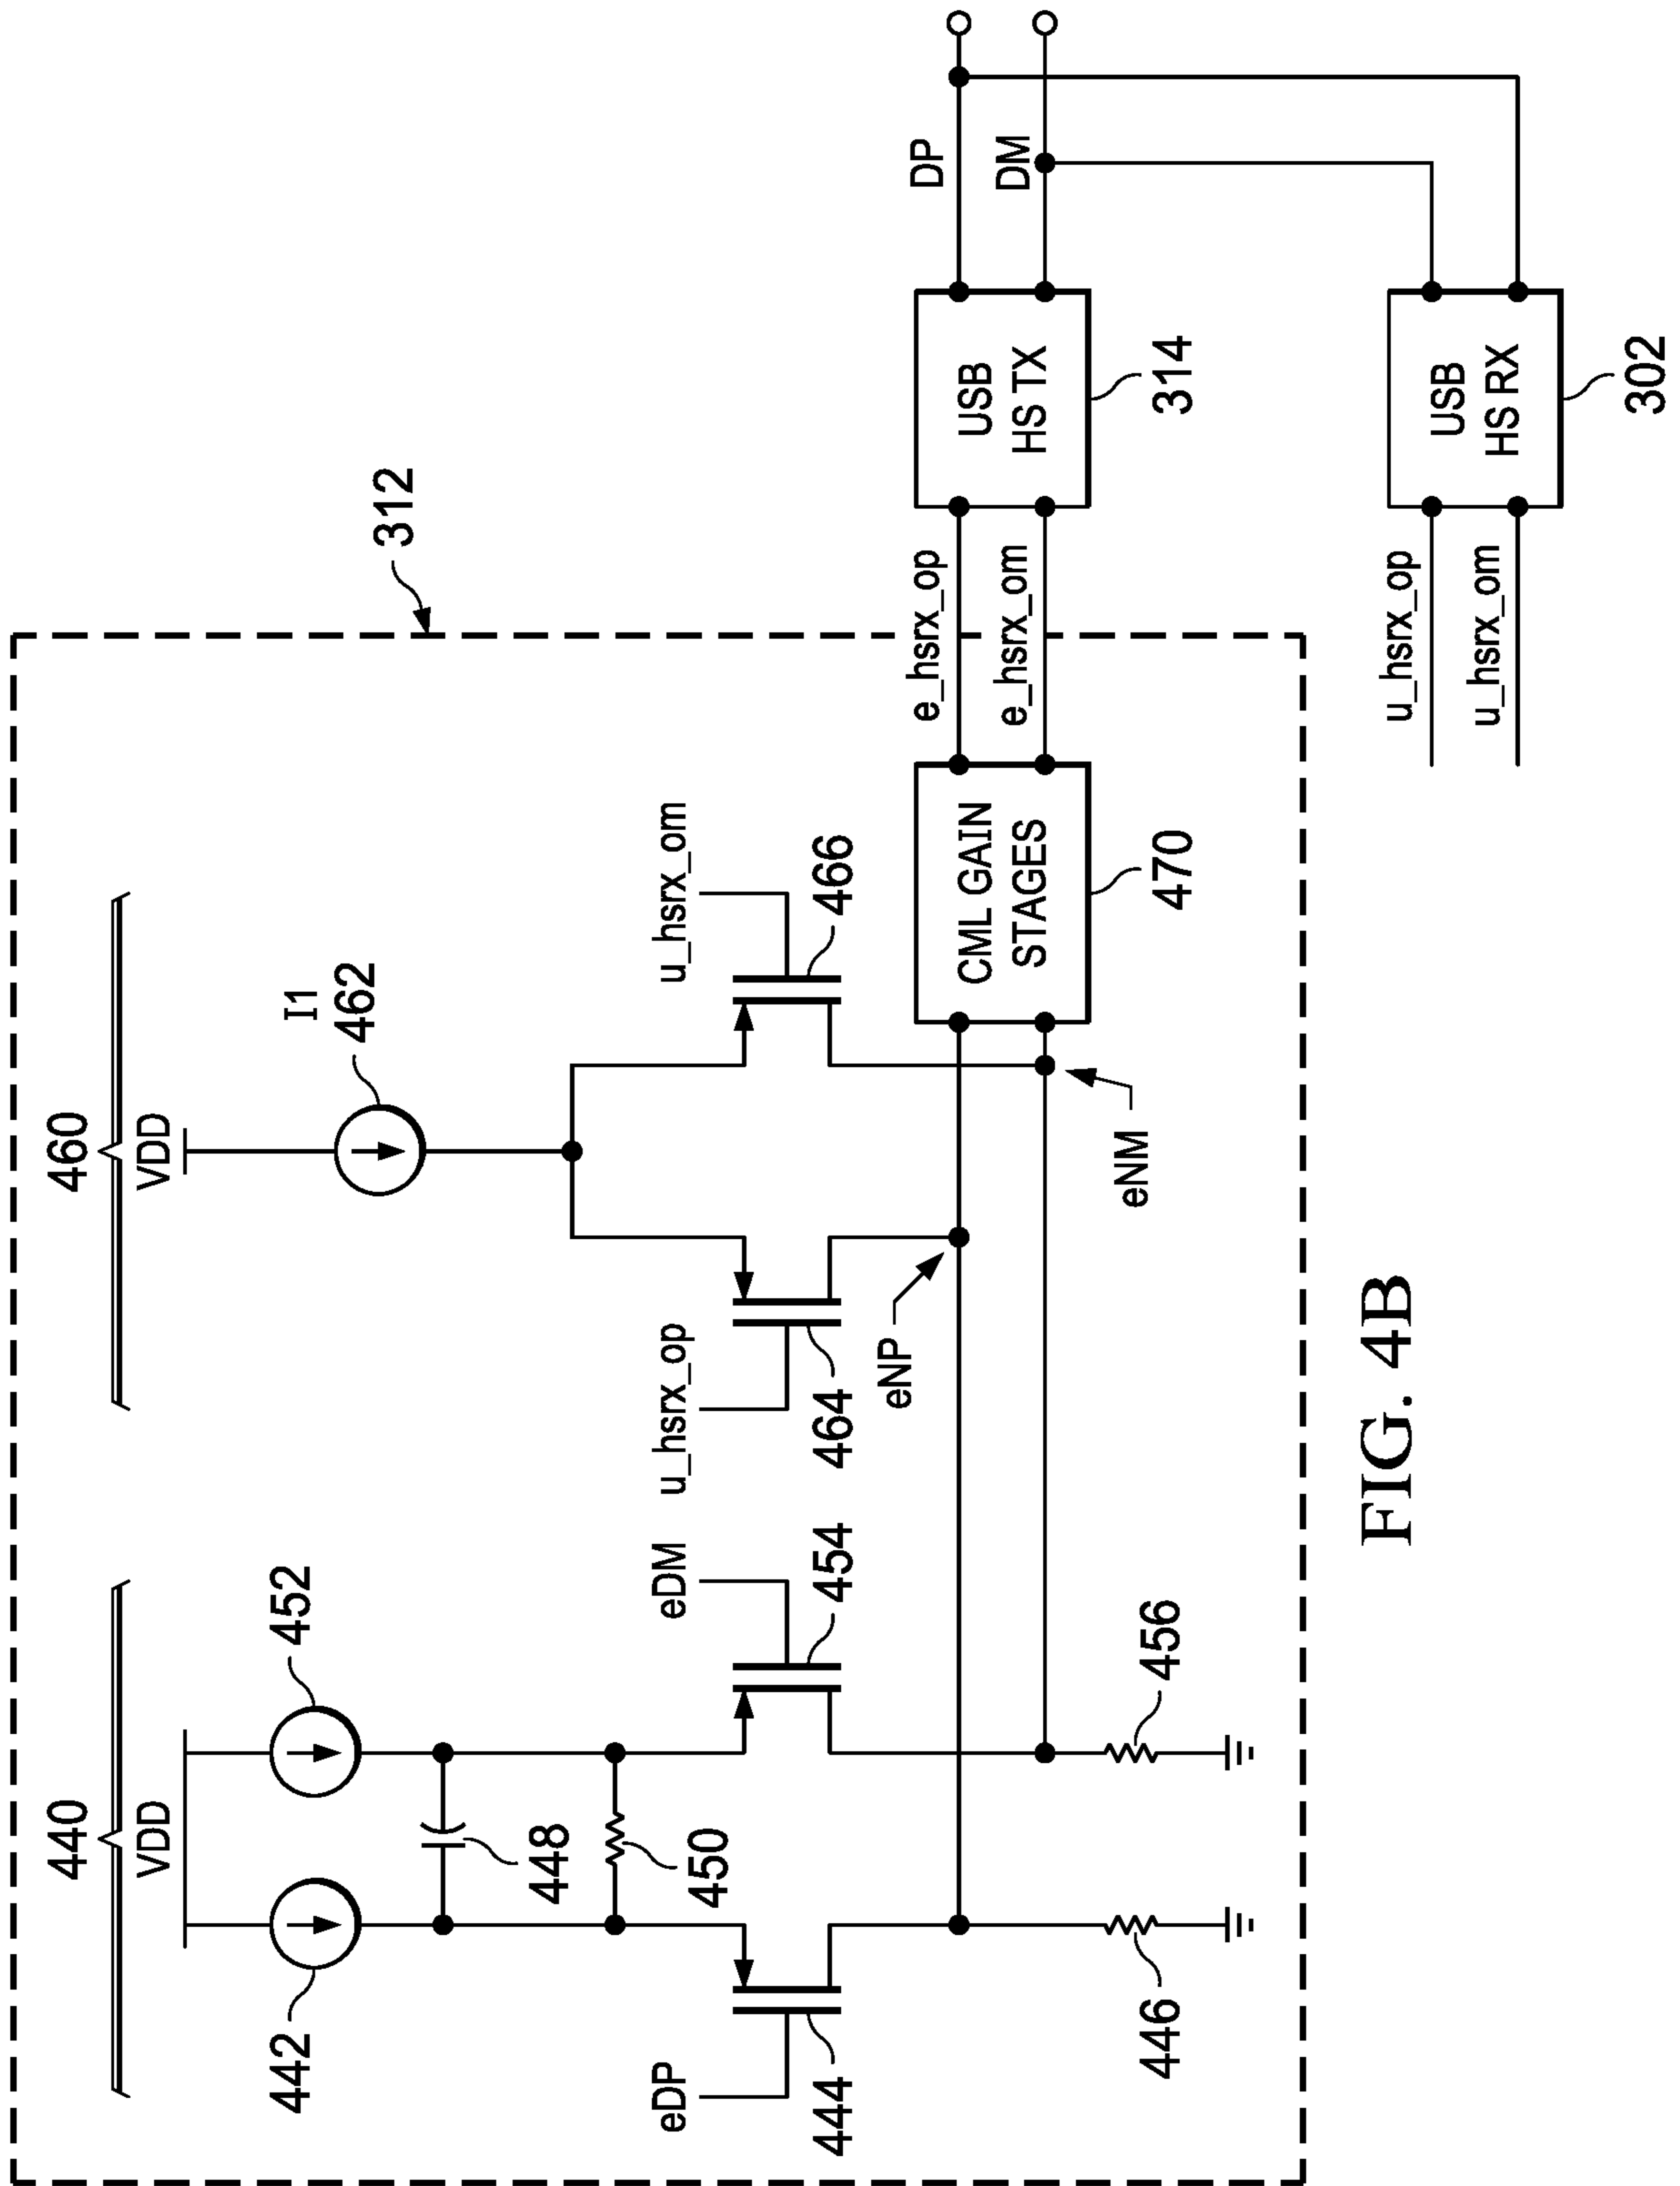 312
440
460
VDD
VDD
442
452
I1
462
448
450
eDP
444
eDM
454
u_hsrx_op
464
u_hsrx_om
466
eNP
eNM
446
456
CML GAIN
STAGES
470
e_hsrx_op
e_hsrx_om
USB
HS TX
314
DP
DM
u_hsrx_op
u_hsrx_om
USB
HS RX
302
FIG. 4B